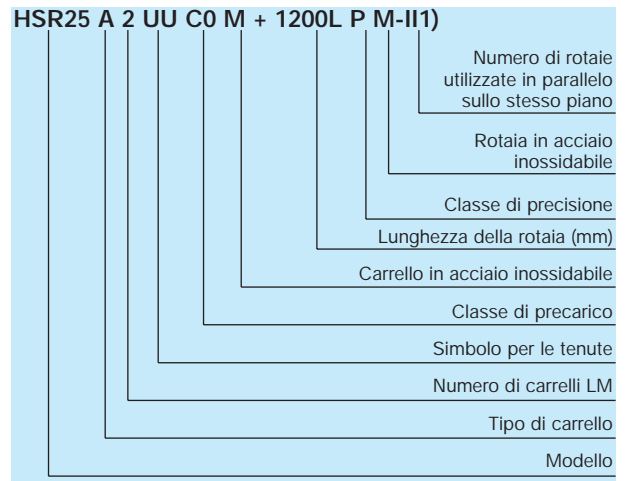 HSR25 A 2 UU C0 M + 1200L P M-II1)
Numero di rotaie
utilizzate in parallelo
sullo stesso piano
Rotaia in acciaio
inossidabile
Classe di precisione
Lunghezza della rotaia (mm)
Carrello in acciaio inossidabile
Classe di precarico
Simbolo per le tenute
Numero di carrelli LM
Tipo di carrello
Modello